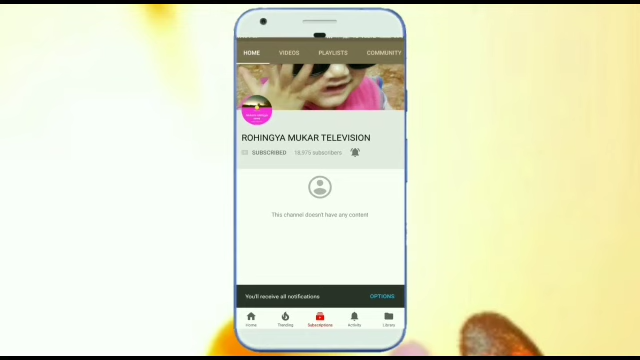 HOME VIDEOS PLAYLISTS COMMUNITY
ROHINGYA MUKAR TELEVISION
SUBSCRIBED 18,975 subscribers
This channel doesn't have any content
You'll receive all notifications OPTIONS
Home Trending Subscriptions Activity Library